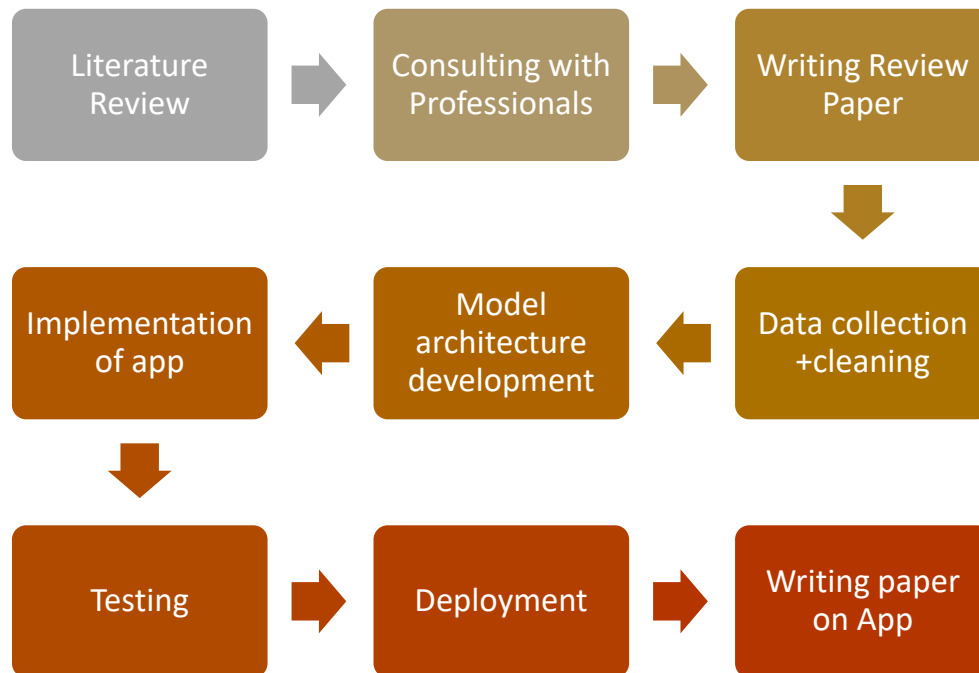 Literature
Review
Consulting with
Professionals
Writing Review
Paper
Data collection
+cleaning
Model
architecture
development
Implementation
of app
Testing
Deployment
Writing paper
on App